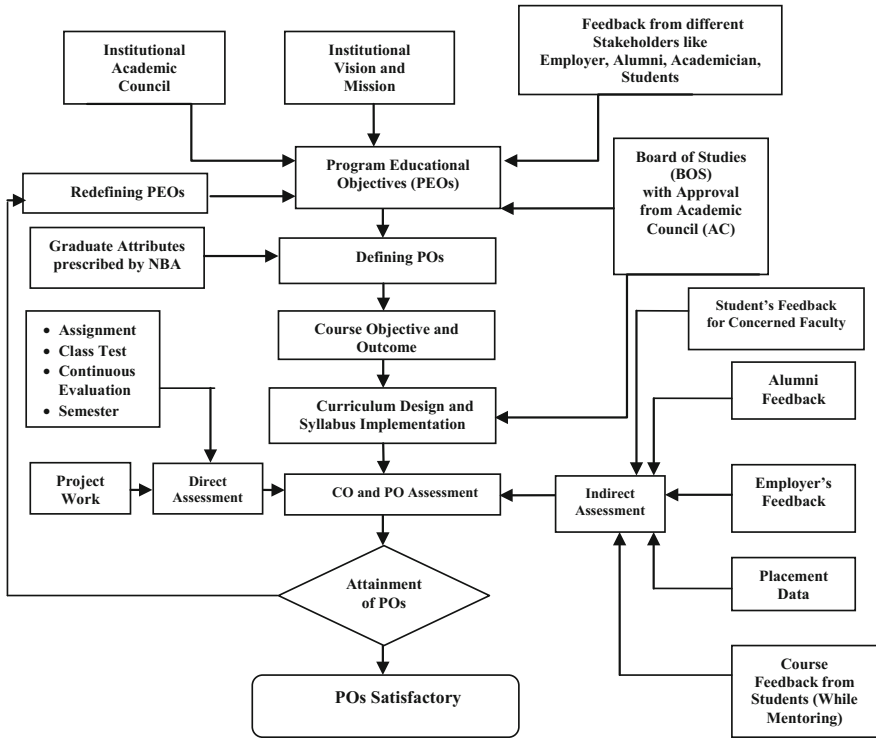 Institutional
Academic
Council
Institutional
Vision and
Mission
Feedback from different
Stakeholders like
Employer, Alumni, Academician,
Students
Program Educational
Objectives (PEOs)
Board of Studies
(BOS)
with Approval
from Academic
Council (AC)
Redefining PEOs
Graduate Attributes
prescribed by NBA
Defining POs
Student's Feedback
for Concerned Faculty
• Assignment
• Class Test
• Continuous
Evaluation
• Semester
Course Objective and
Outcome
Alumni
Feedback
Curriculum Design and
Syllabus Implementation
Project
Work
Direct
Assessment
CO and PO Assessment
Indirect
Assessment
Employer's
Feedback
Attainment
of POs
Placement
Data
POs Satisfactory
Course
Feedback from
Students (While
Mentoring)